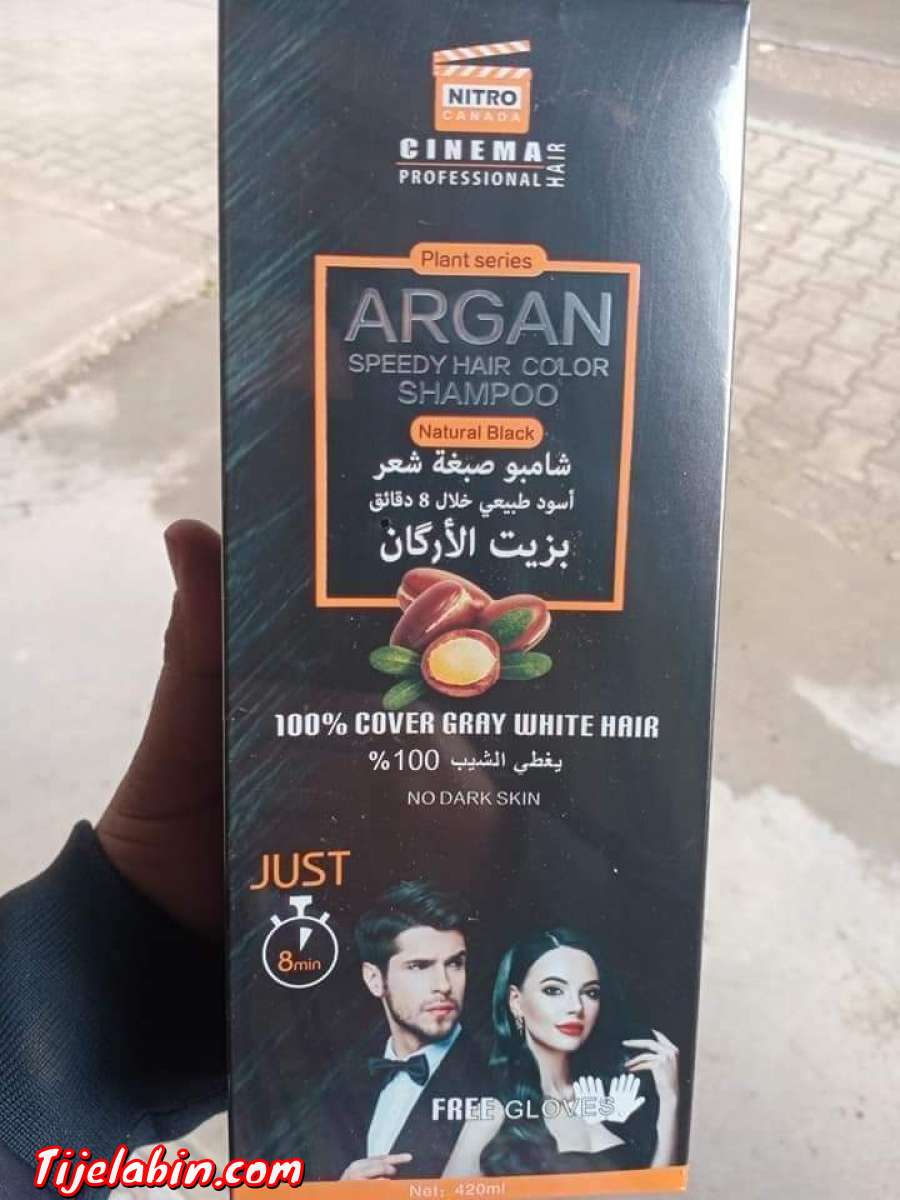 NITRO
CANADA
CINEMA HAIR
PROFESSIONAL
Plant series
ARGAN
SPEEDY HAIR COLOR
SHAMPOO
Natural Black
شامبو صبغة شعر
أسود طبيعي خلال 8 دقائق
بزيت الأرگان
100% COVER GRAY WHITE HAIR
يغطي الشيب 100%
NO DARK SKIN
JUST
8min
FREE GLOVES
Net: 420ml
Tijelabin.com